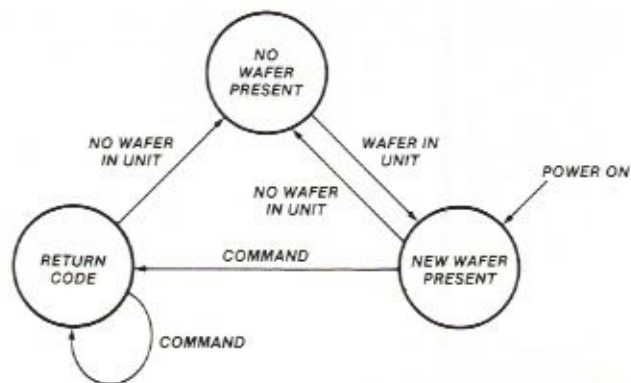 NO
WAFER
PRESENT
NO WAFER
IN UNIT
WAFER IN
UNIT
NO WAFER
IN UNIT
POWER ON
RETURN
CODE
COMMAND
NEW WAFER
PRESENT
COMMAND